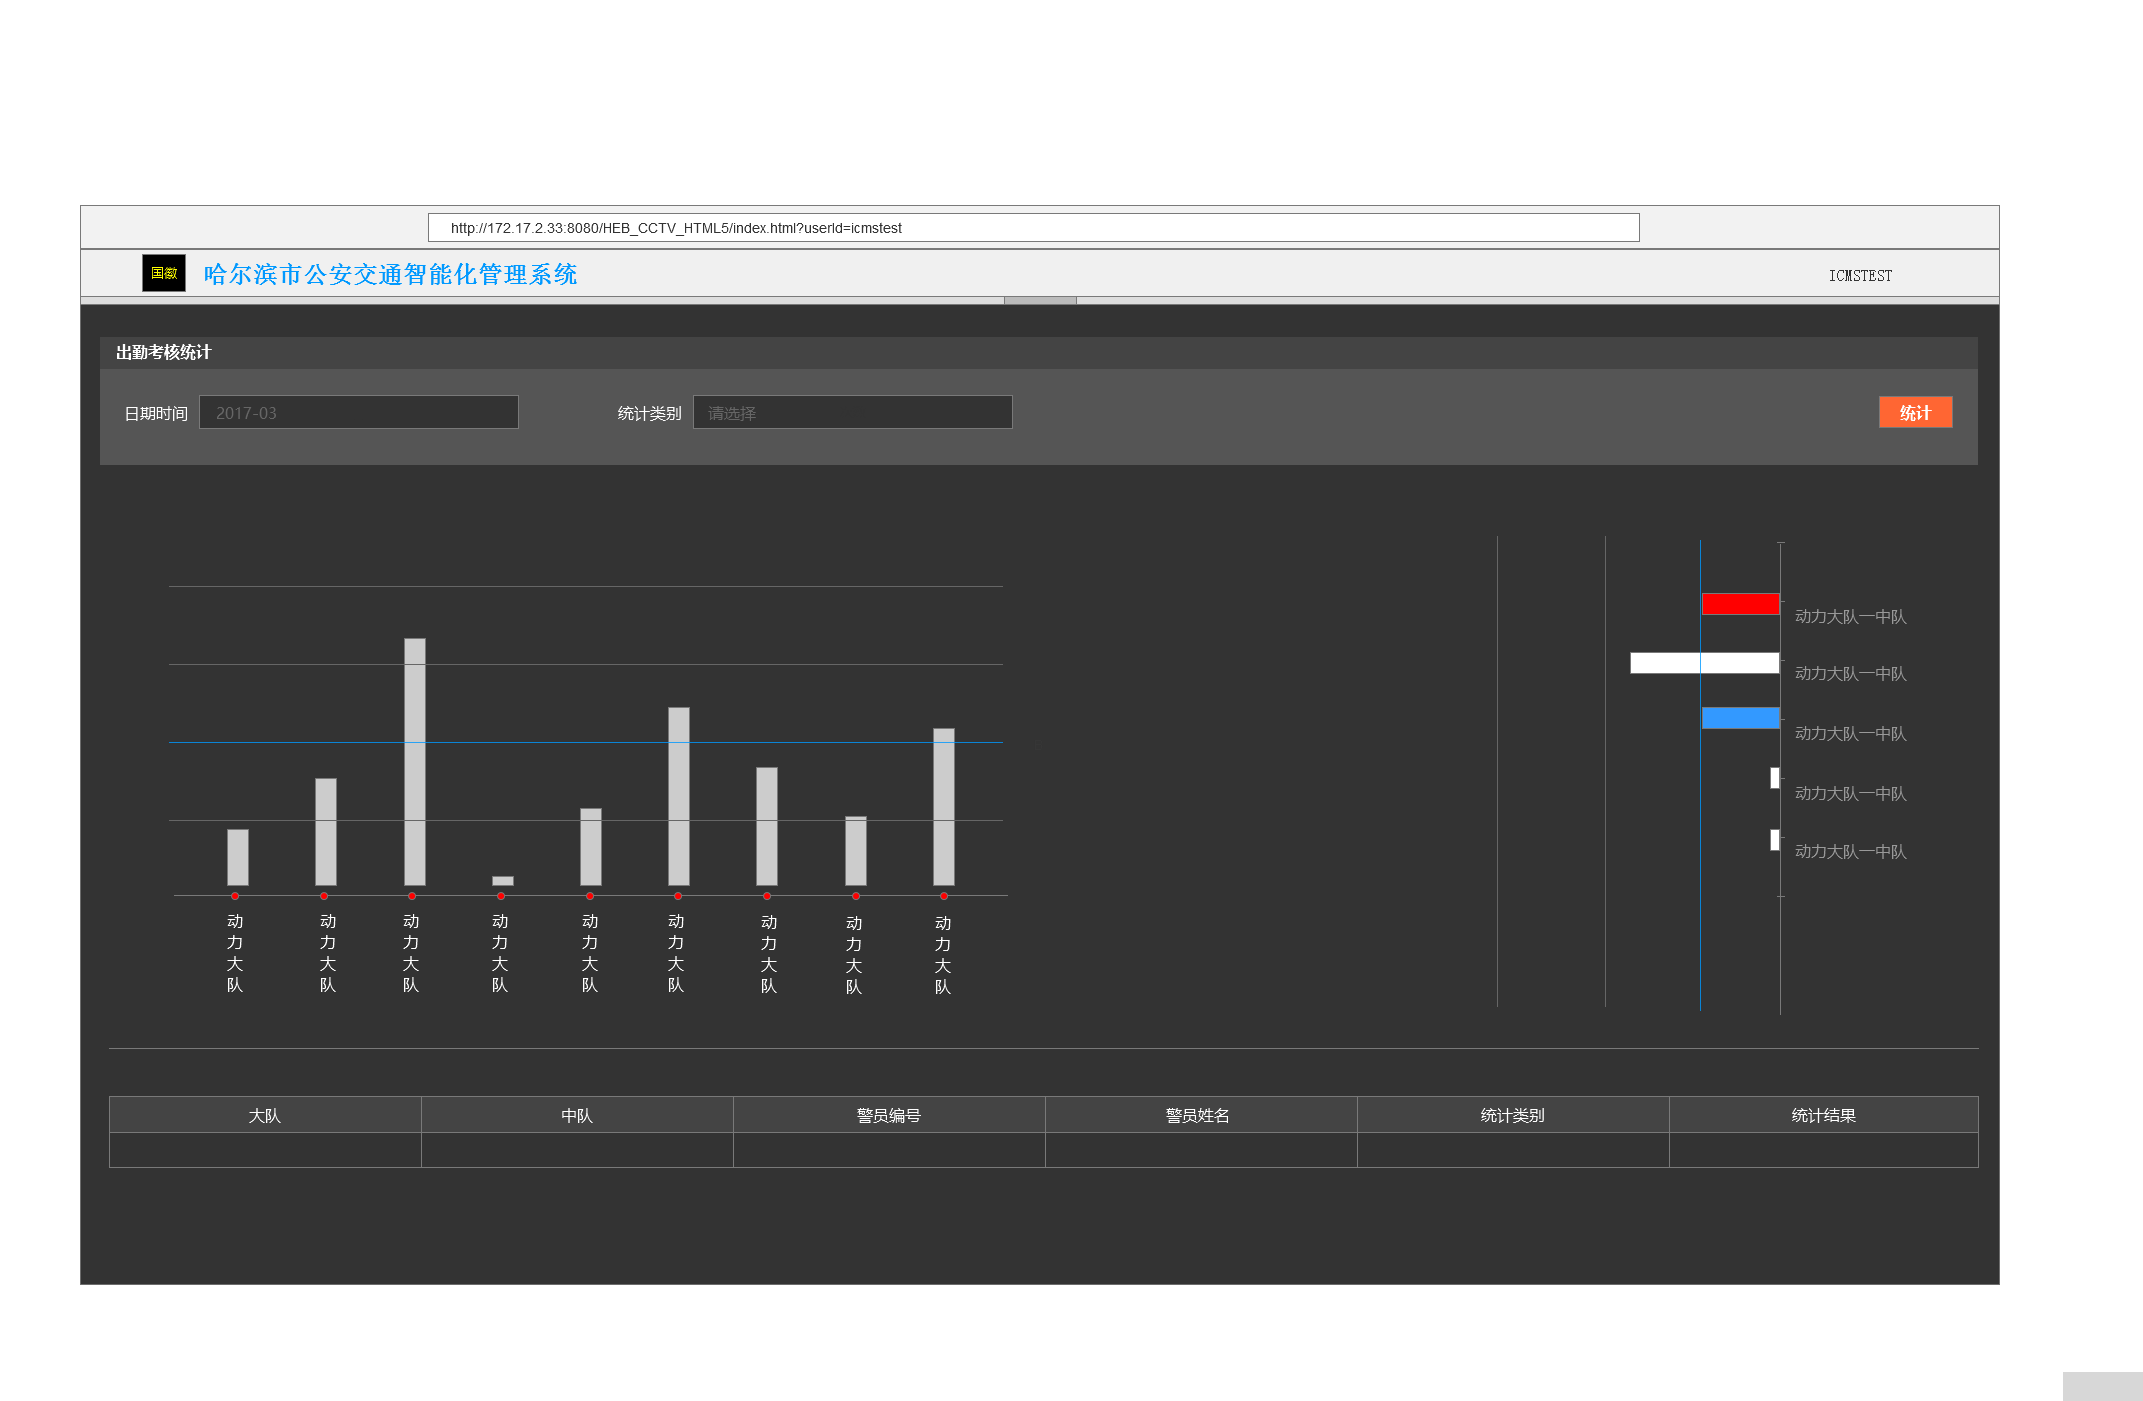 http://172.17.2.33:8080/HEB_CCTV_HTML5/index.html?userId=icmstest
国徽
哈尔滨市公安交通智能化管理系统
ICMSTEST
出勤考核统计
日期时间
2017-03
统计类别
请选择
统计
动力大队一中队
动力大队一中队
动力大队一中队
动力大队一中队
动力大队一中队
动力大队
动力大队
动力大队
动力大队
动力大队
动力大队
动力大队
动力大队
动力大队
大队
中队
警员编号
警员姓名
统计类别
统计结果